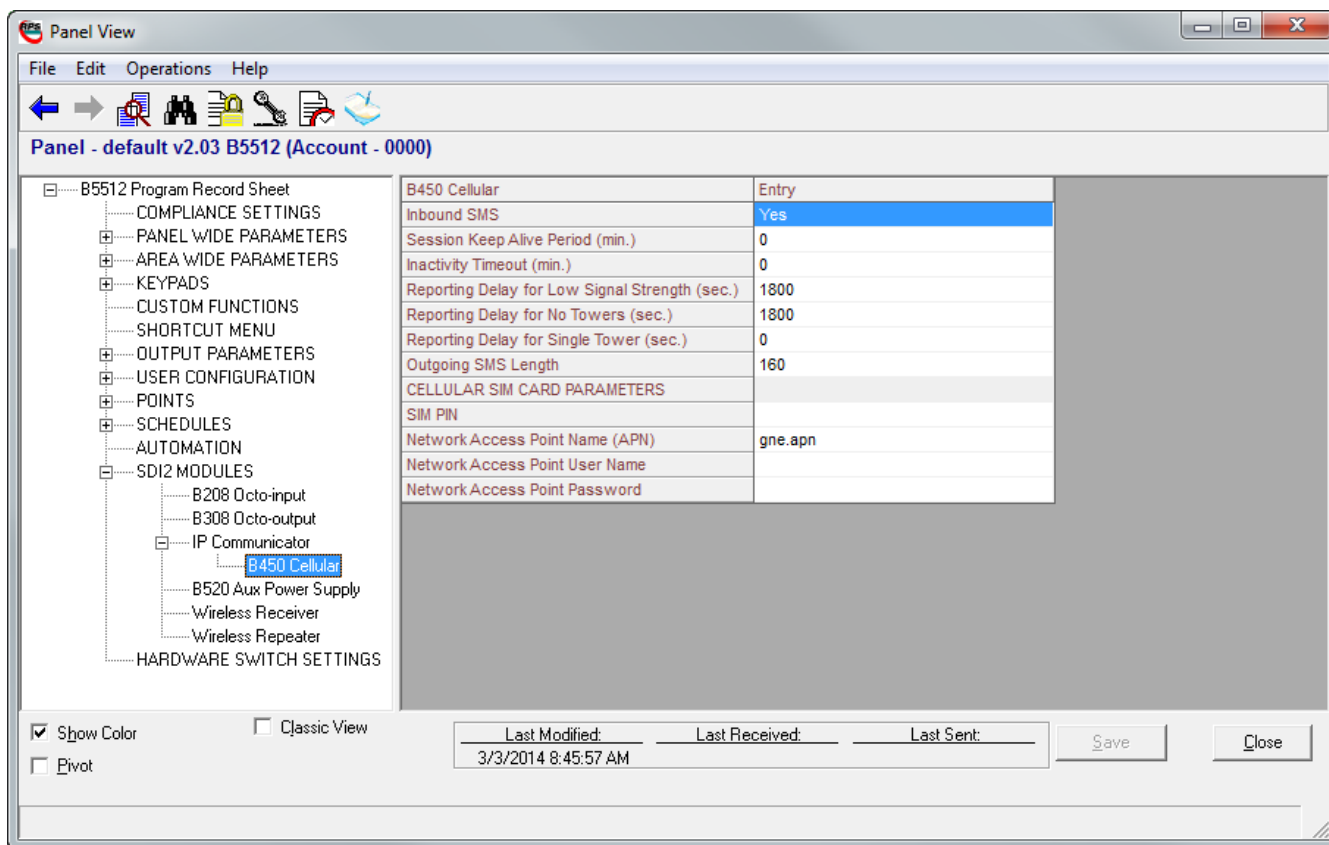 RPS Panel View
File Edit Operations Help
Panel - default v2.03 B5512 (Account - 0000)
B5512 Program Record Sheet
COMPLIANCE SETTINGS
PANEL WIDE PARAMETERS
AREA WIDE PARAMETERS
KEYPADS
CUSTOM FUNCTIONS
SHORTCUT MENU
OUTPUT PARAMETERS
USER CONFIGURATION
POINTS
SCHEDULES
AUTOMATION
SDI2 MODULES
B208 Octo-input
B308 Octo-output
IP Communicator
B450 Cellular
B520 Aux Power Supply
Wireless Receiver
Wireless Repeater
HARDWARE SWITCH SETTINGS
B450 Cellular Entry
Inbound SMS Yes
Session Keep Alive Period (min.) 0
Inactivity Timeout (min.) 0
Reporting Delay for Low Signal Strength (sec.) 1800
Reporting Delay for No Towers (sec.) 1800
Reporting Delay for Single Tower (sec.) 0
Outgoing SMS Length 160
CELLULAR SIM CARD PARAMETERS
SIM PIN
Network Access Point Name (APN) gne.apn
Network Access Point User Name
Network Access Point Password
Show Color Classic View
Pivot
Last Modified: Last Received: Last Sent:
3/3/2014 8:45:57 AM
Save Close